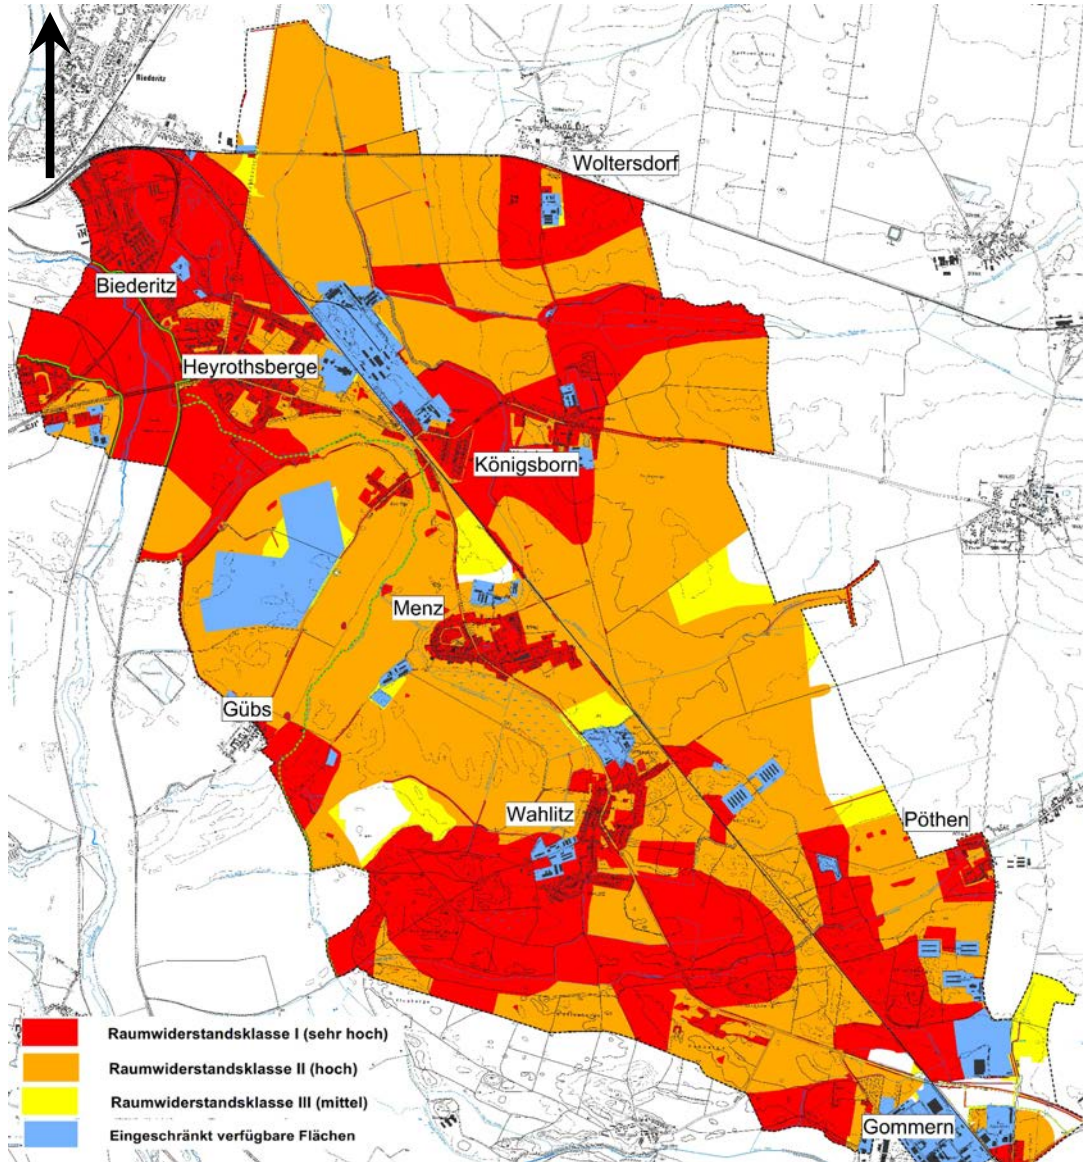 Biederitz
Woltersdorf
Biederitz
Heyrothsberge
Königsborn
Menz
Gübs
Wahlitz
Pöthen
Gommern
Raumwiderstandsklasse I (sehr hoch)
Raumwiderstandsklasse II (hoch)
Raumwiderstandsklasse III (mittel)
Eingeschränkt verfügbare Flächen